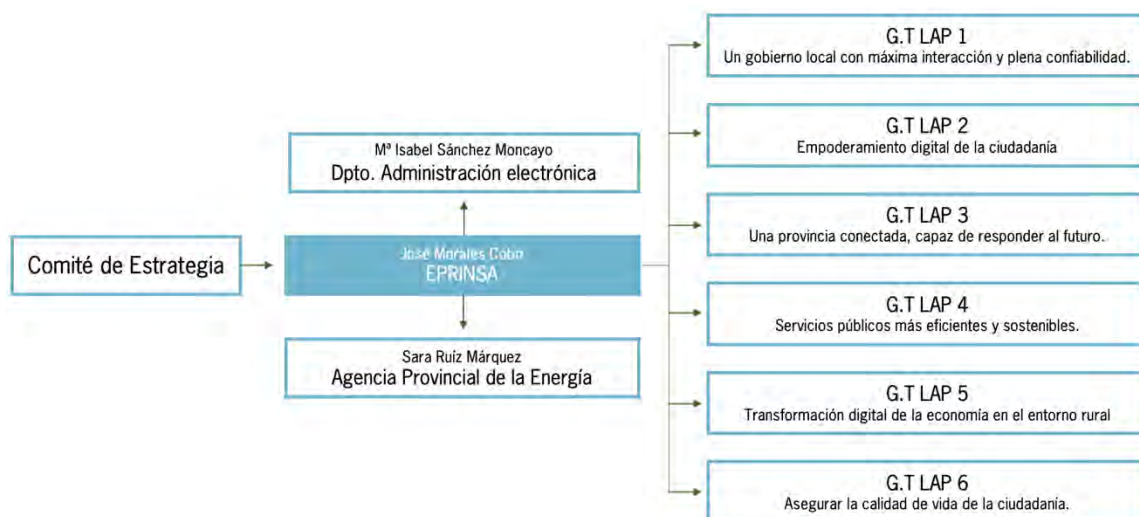 Comité de Estrategia
Mª Isabel Sánchez Moncayo
Dpto. Administración electrónica
José Morales Cobo
EPRINSA
Sara Ruíz Márquez
Agencia Provincial de la Energía
G.T LAP 1
Un gobierno local con máxima interacción y plena confiabilidad.
G.T LAP 2
Empoderamiento digital de la ciudadanía
G.T LAP 3
Una provincia conectada, capaz de responder al futuro.
G.T LAP 4
Servicios públicos más eficientes y sostenibles.
G.T LAP 5
Transformación digital de la economía en el entorno rural
G.T LAP 6
Asegurar la calidad de vida de la ciudadanía.